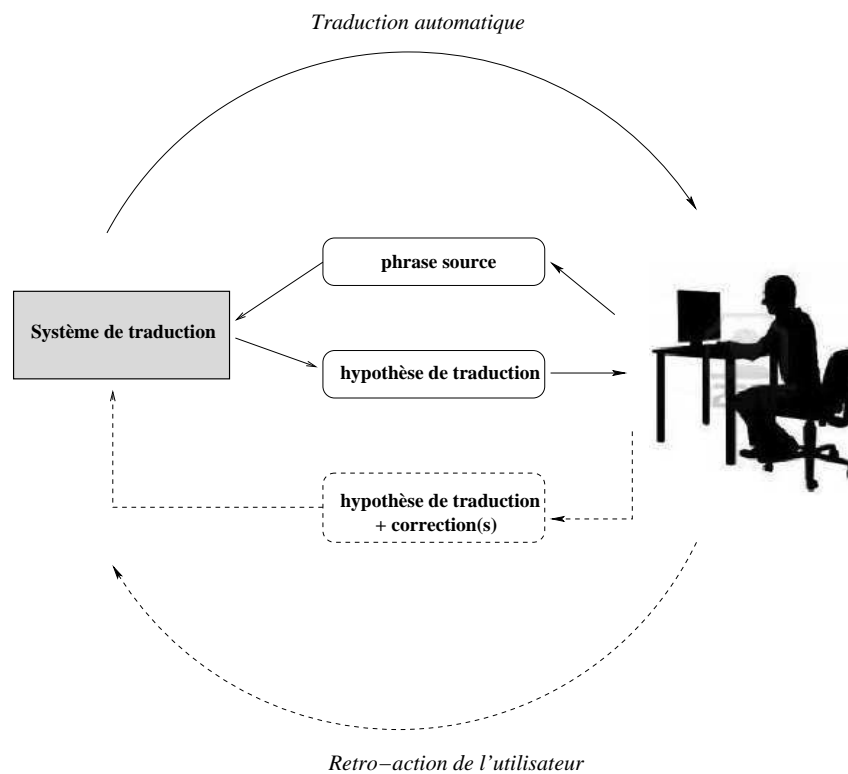 Traduction automatique
phrase source
Système de traduction
hypothèse de traduction
hypothèse de traduction
+ correction(s)
Retro−action de l'utilisateur